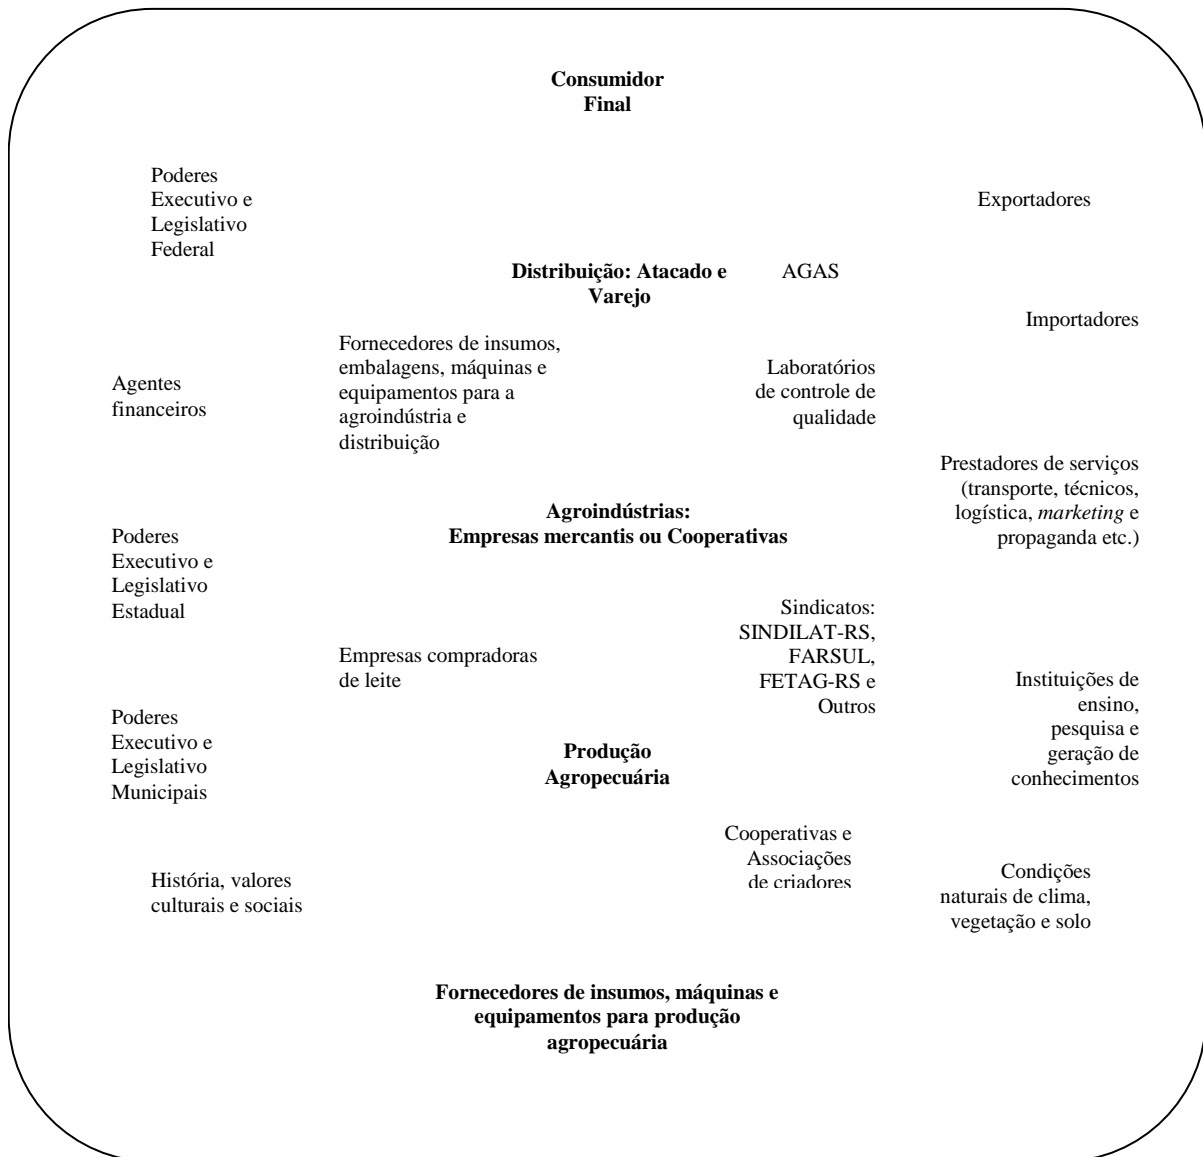 Consumidor
Final
Poderes
Executivo e
Legislativo
Federal
Exportadores
Distribuição: Atacado e
Varejo
AGAS
Importadores
Fornecedores de insumos,
embalagens, máquinas e
equipamentos para a
agroindústria e
distribuição
Agentes
financeiros
Laboratórios
de controle de
qualidade
Prestadores de serviços
(transporte, técnicos,
logística, marketing e
propaganda etc.)
Agroindústrias:
Empresas mercantis ou Cooperativas
Poderes
Executivo e
Legislativo
Estadual
Sindicatos:
SINDILAT-RS,
FARSUL,
FETAG-RS e
Outros
Empresas compradoras
de leite
Instituições de
ensino,
pesquisa e
geração de
conhecimentos
Poderes
Executivo e
Legislativo
Municipais
Produção
Agropecuária
Cooperativas e
Associações
de criadores
História, valores
culturais e sociais
Condições
naturais de clima,
vegetação e solo
Fornecedores de insumos, máquinas e
equipamentos para produção
agropecuária